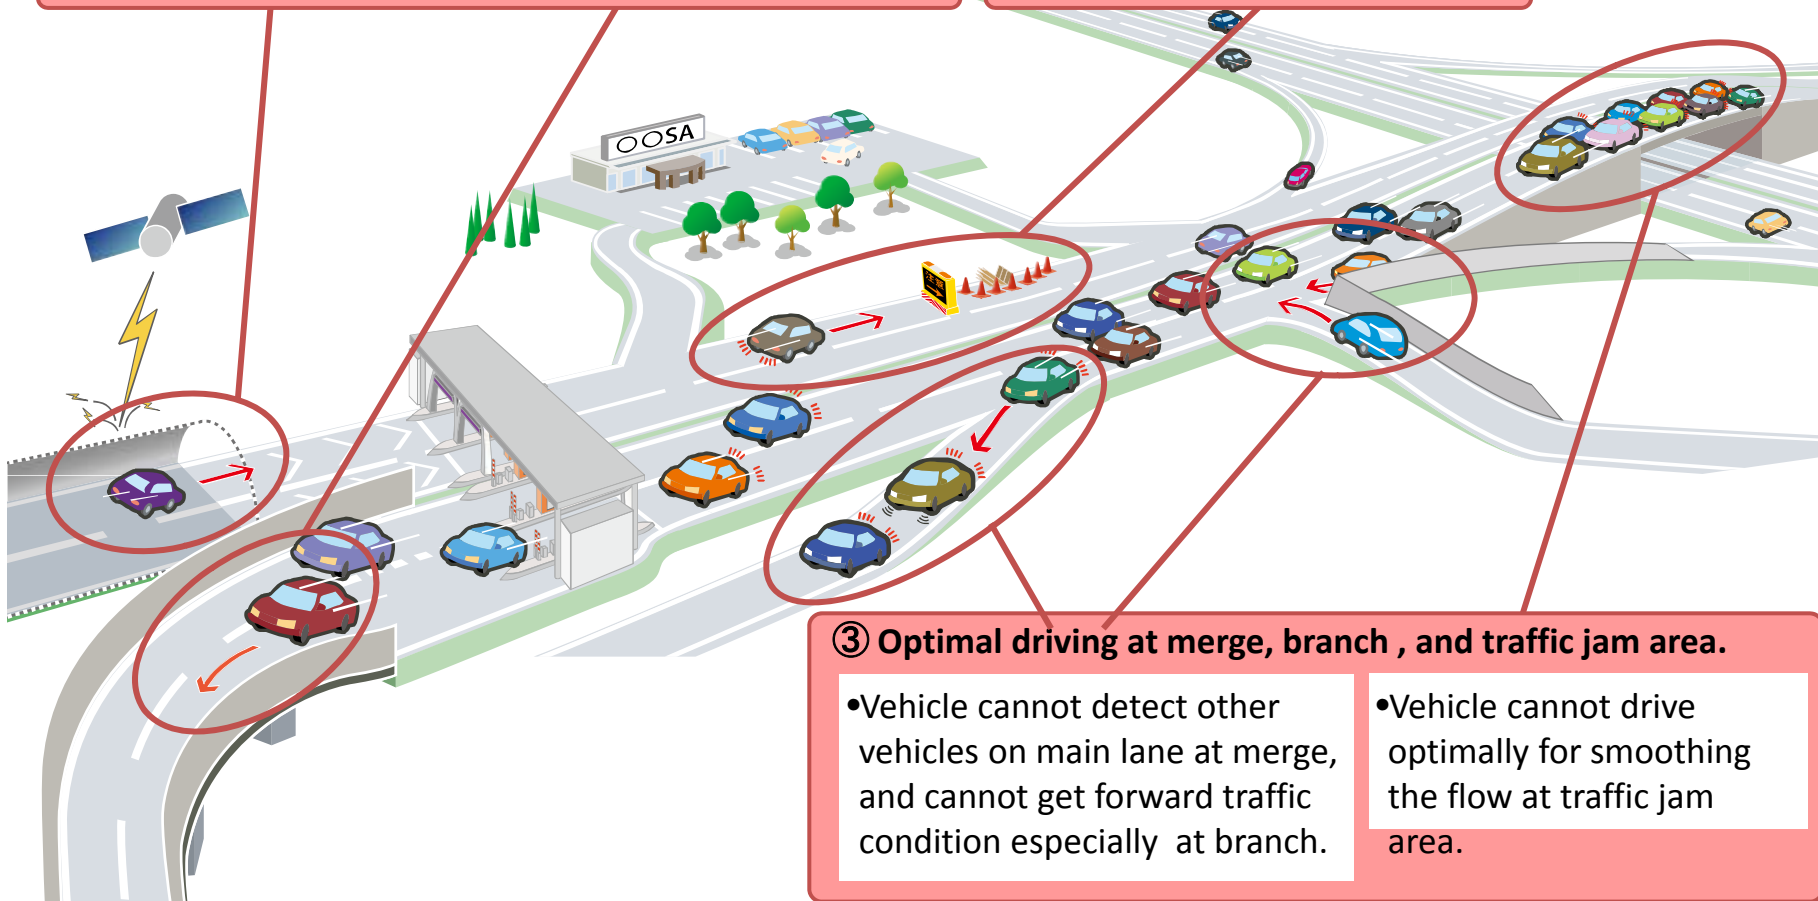 ○○SA
③ Optimal driving at merge, branch , and traffic jam area.
•Vehicle cannot detect other
vehicles on main lane at merge,
and cannot get forward traffic
condition especially at branch.
•Vehicle cannot drive
optimally for smoothing
the flow at traffic jam
area.